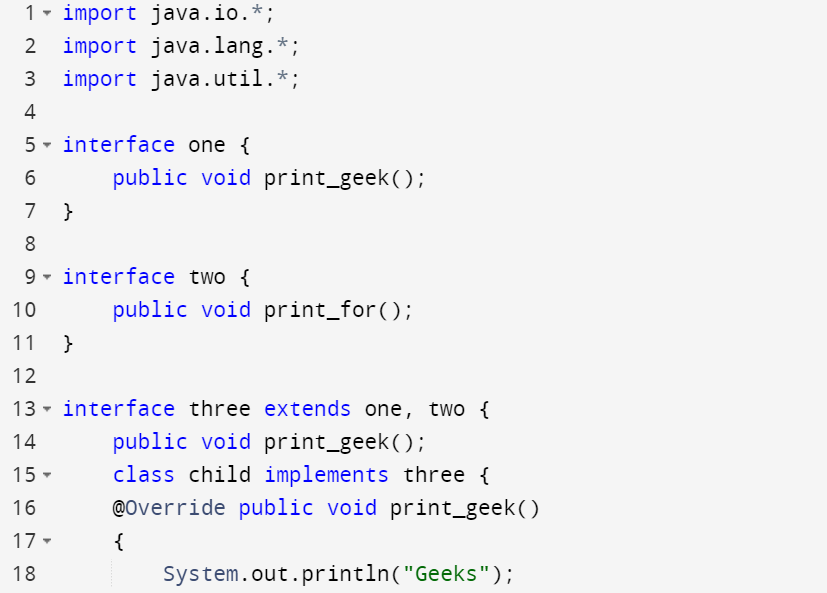 1 import java.io.*;
2 import java.lang.*;
3 import java.util.*;
4
5 interface one {
6     public void print_geek();
7 }
8
9 interface two {
10     public void print_for();
11 }
12
13 interface three extends one, two {
14     public void print_geek();
15     class child implements three {
16     @Override public void print_geek()
17     {
18         System.out.println("Geeks");